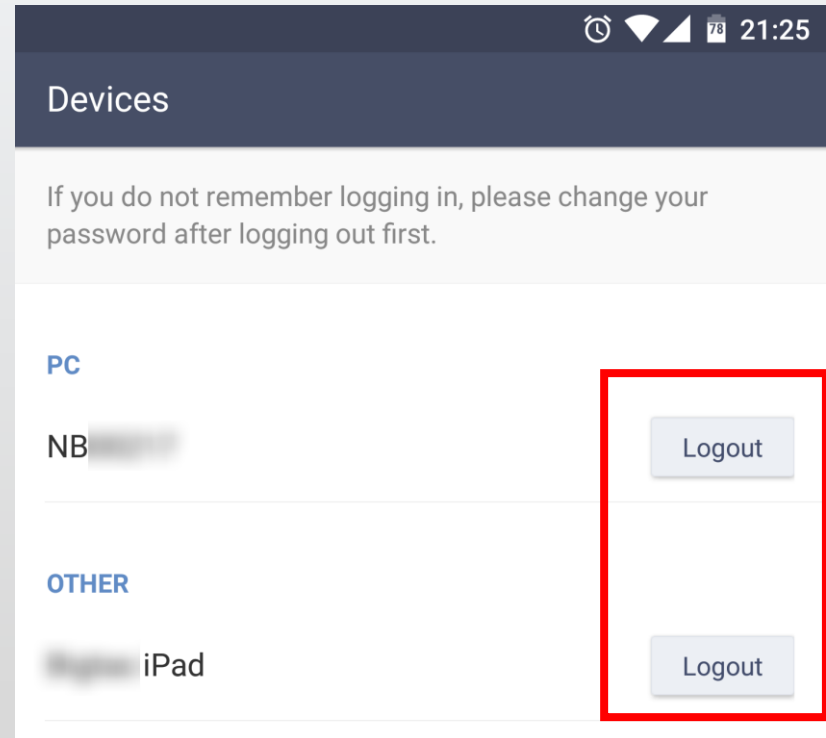 78 21:25
Devices
If you do not remember logging in, please change your
password after logging out first.
PC
NB
Logout
OTHER
iPad
Logout